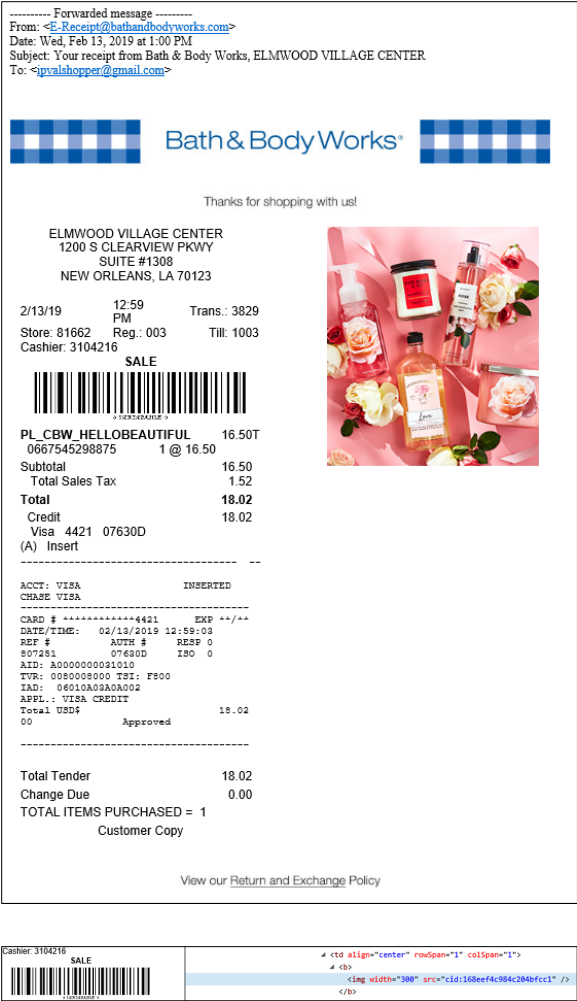 ---------- Forwarded message ---------
From: <E-Receipt@bathandbodyworks.com>
Date: Wed, Feb 13, 2019 at 1:00 PM
Subject: Your receipt from Bath & Body Works, ELMWOOD VILLAGE CENTER
To: <ipvalshopper@gmail.com>
Bath & Body Works®
Thanks for shopping with us!
ELMWOOD VILLAGE CENTER
1200 S CLEARVIEW PKWY
SUITE #1308
NEW ORLEANS, LA 70123
2/13/19 12:59 PM Trans.: 3829
Store: 81662 Reg.: 003 Till: 1003
Cashier: 3104216
SALE
PL_CBW_HELLOBEAUTIFUL 16.50T
0667545298875 1 @ 16.50
Subtotal 16.50
Total Sales Tax 1.52
Total 18.02
Credit 18.02
Visa 4421 07630D
(A) Insert
------------------------------------ --
ACCT: VISA INSERTED
CHASE VISA
--------------------------------------
CARD # ************4421 EXP **/**
DATE/TIME: 02/13/2019 12:59:03
REF # AUTH # RESP 0
807251 07630D ISO 0
AID: A0000000031010
TVR: 0080008000 TSI: F800
IAD: 06010A03A0A002
APPL.: VISA CREDIT
Total USD$ 18.02
00 Approved
--------------------------------------
Total Tender 18.02
Change Due 0.00
TOTAL ITEMS PURCHASED = 1
Customer Copy
ROSE
Love
View our Return and Exchange Policy
Cashier: 3104216
SALE
<td align="center" rowSpan="1" colSpan="1">
<b>
<img width="300" src="cid:168eef4c984c204bfcc1" />
</b>